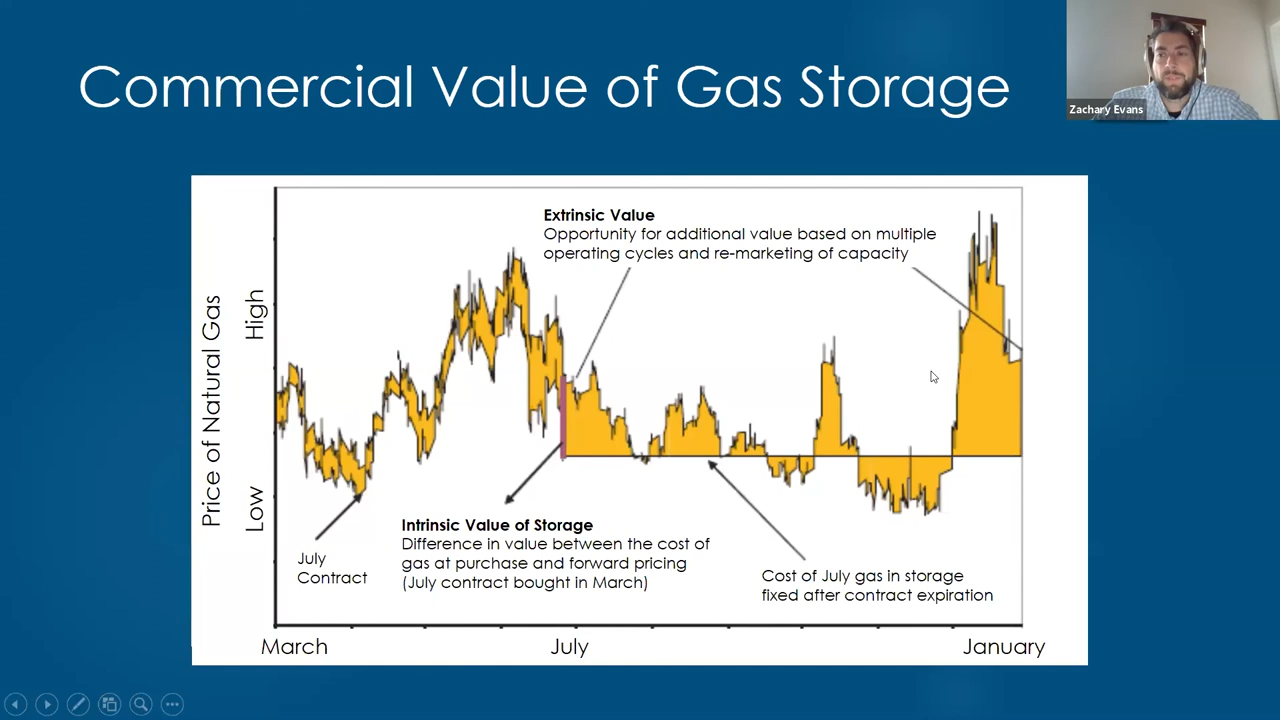 Commercial Value of Gas Storage
Zachary Evans
Extrinsic Value
Opportunity for additional value based on multiple
operating cycles and re-marketing of capacity
Price of Natural Gas
High
Low
July
Contract
Intrinsic Value of Storage
Difference in value between the cost of
gas at purchase and forward pricing
(July contract bought in March)
Cost of July gas in storage
fixed after contract expiration
March
July
January